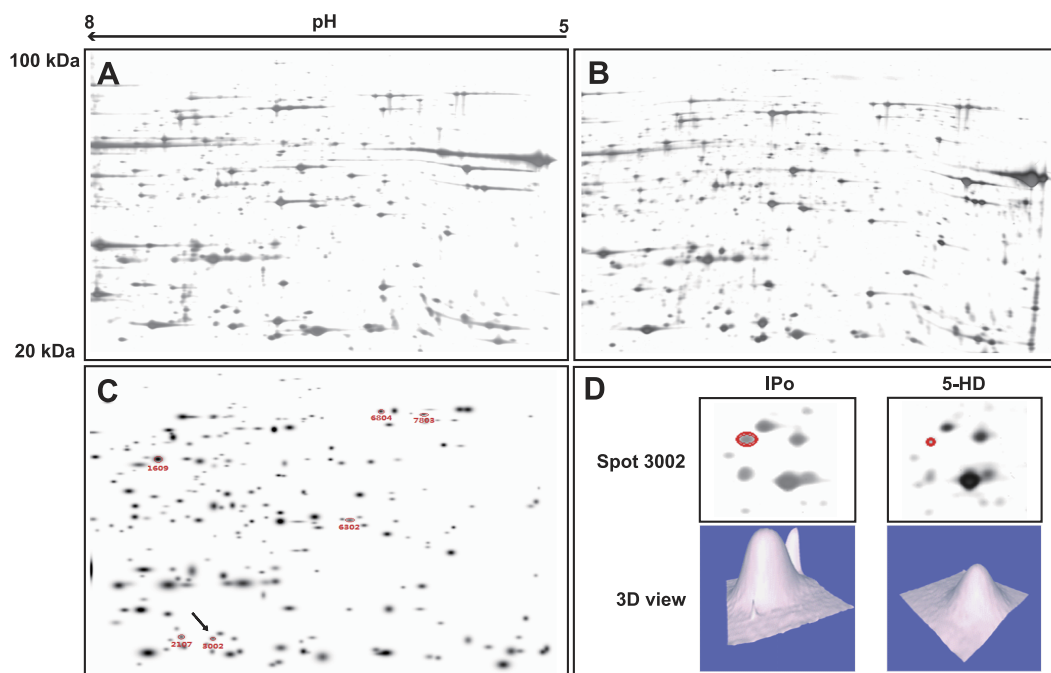 8 pH 5
100 kDa
A
B
20 kDa
C
6804
7803
1609
6302
2107
3002
D
IPo 5-HD
Spot 3002
3D view